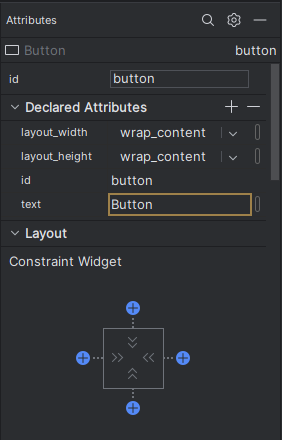 Attributes
Button button
id button
Declared Attributes
layout_width wrap_content
layout_height wrap_content
id button
text Button
Layout
Constraint Widget